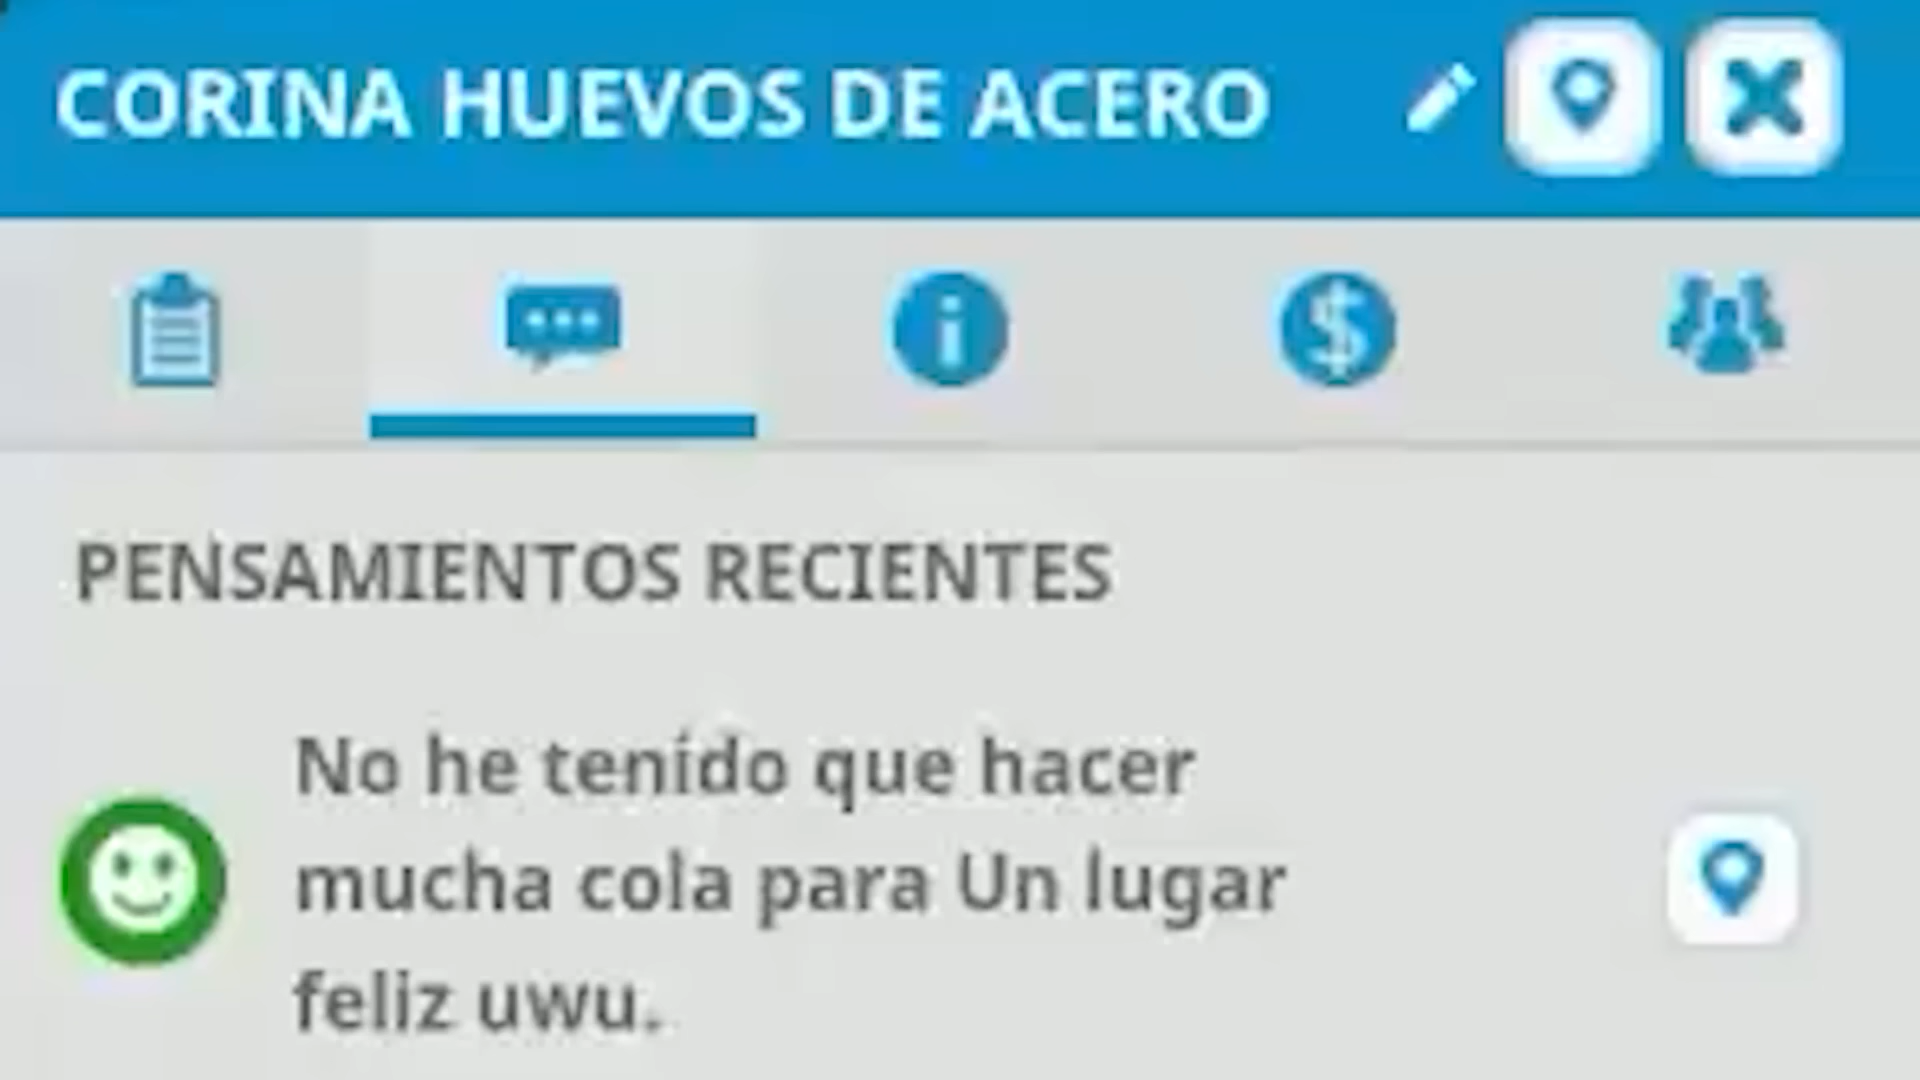 CORINA HUEVOS DE ACERO
PENSAMIENTOS RECIENTES
No he tenido que hacer
mucha cola para Un lugar
feliz uwu.